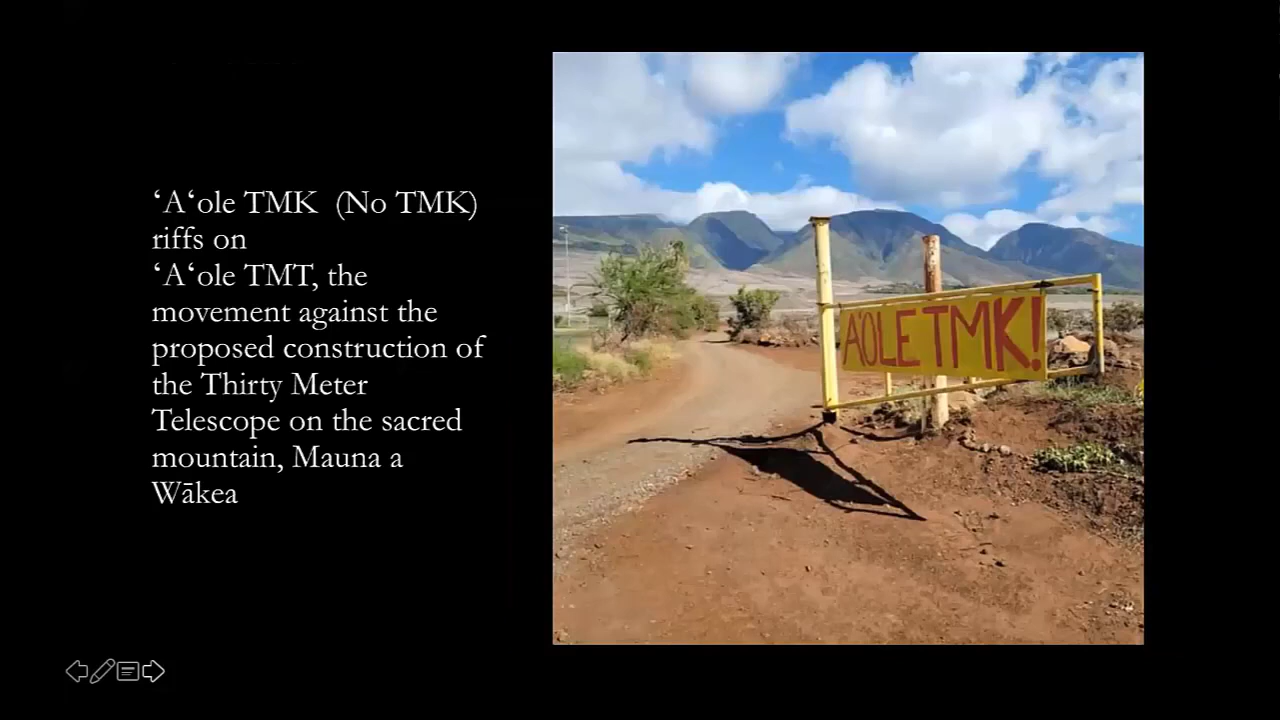 ʻAʻole TMK  (No TMK)
riffs on
ʻAʻole TMT, the
movement against the
proposed construction of
the Thirty Meter
Telescope on the sacred
mountain, Mauna a
Wākea
A'OLE TMK!